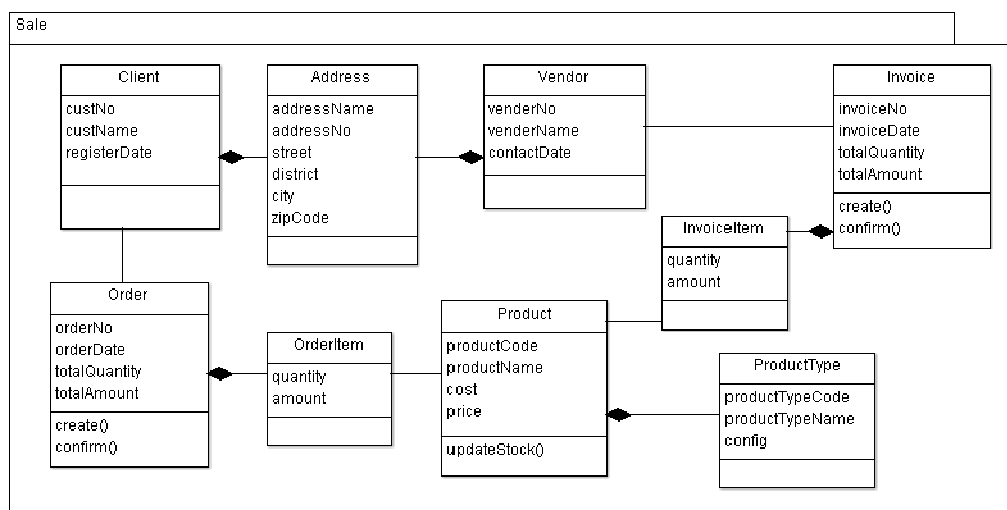 Sale
Client
custNo
custName
registerDate
Address
addressName
addressNo
street
district
city
zipCode
Vendor
venderNo
venderName
contactDate
Invoice
invoiceNo
invoiceDate
totalQuantity
totalAmount
create()
confirm()
InvoiceItem
quantity
amount
Order
orderNo
orderDate
totalQuantity
totalAmount
create()
confirm()
OrderItem
quantity
amount
Product
productCode
productName
cost
price
updateStock()
ProductType
productTypeCode
productTypeName
config